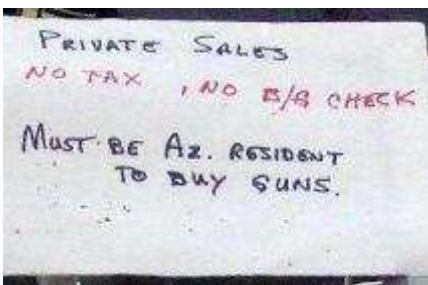 PRIVATE SALES
NO TAX , NO B/G CHECK
MUST BE AZ. RESIDENT
TO BUY GUNS.